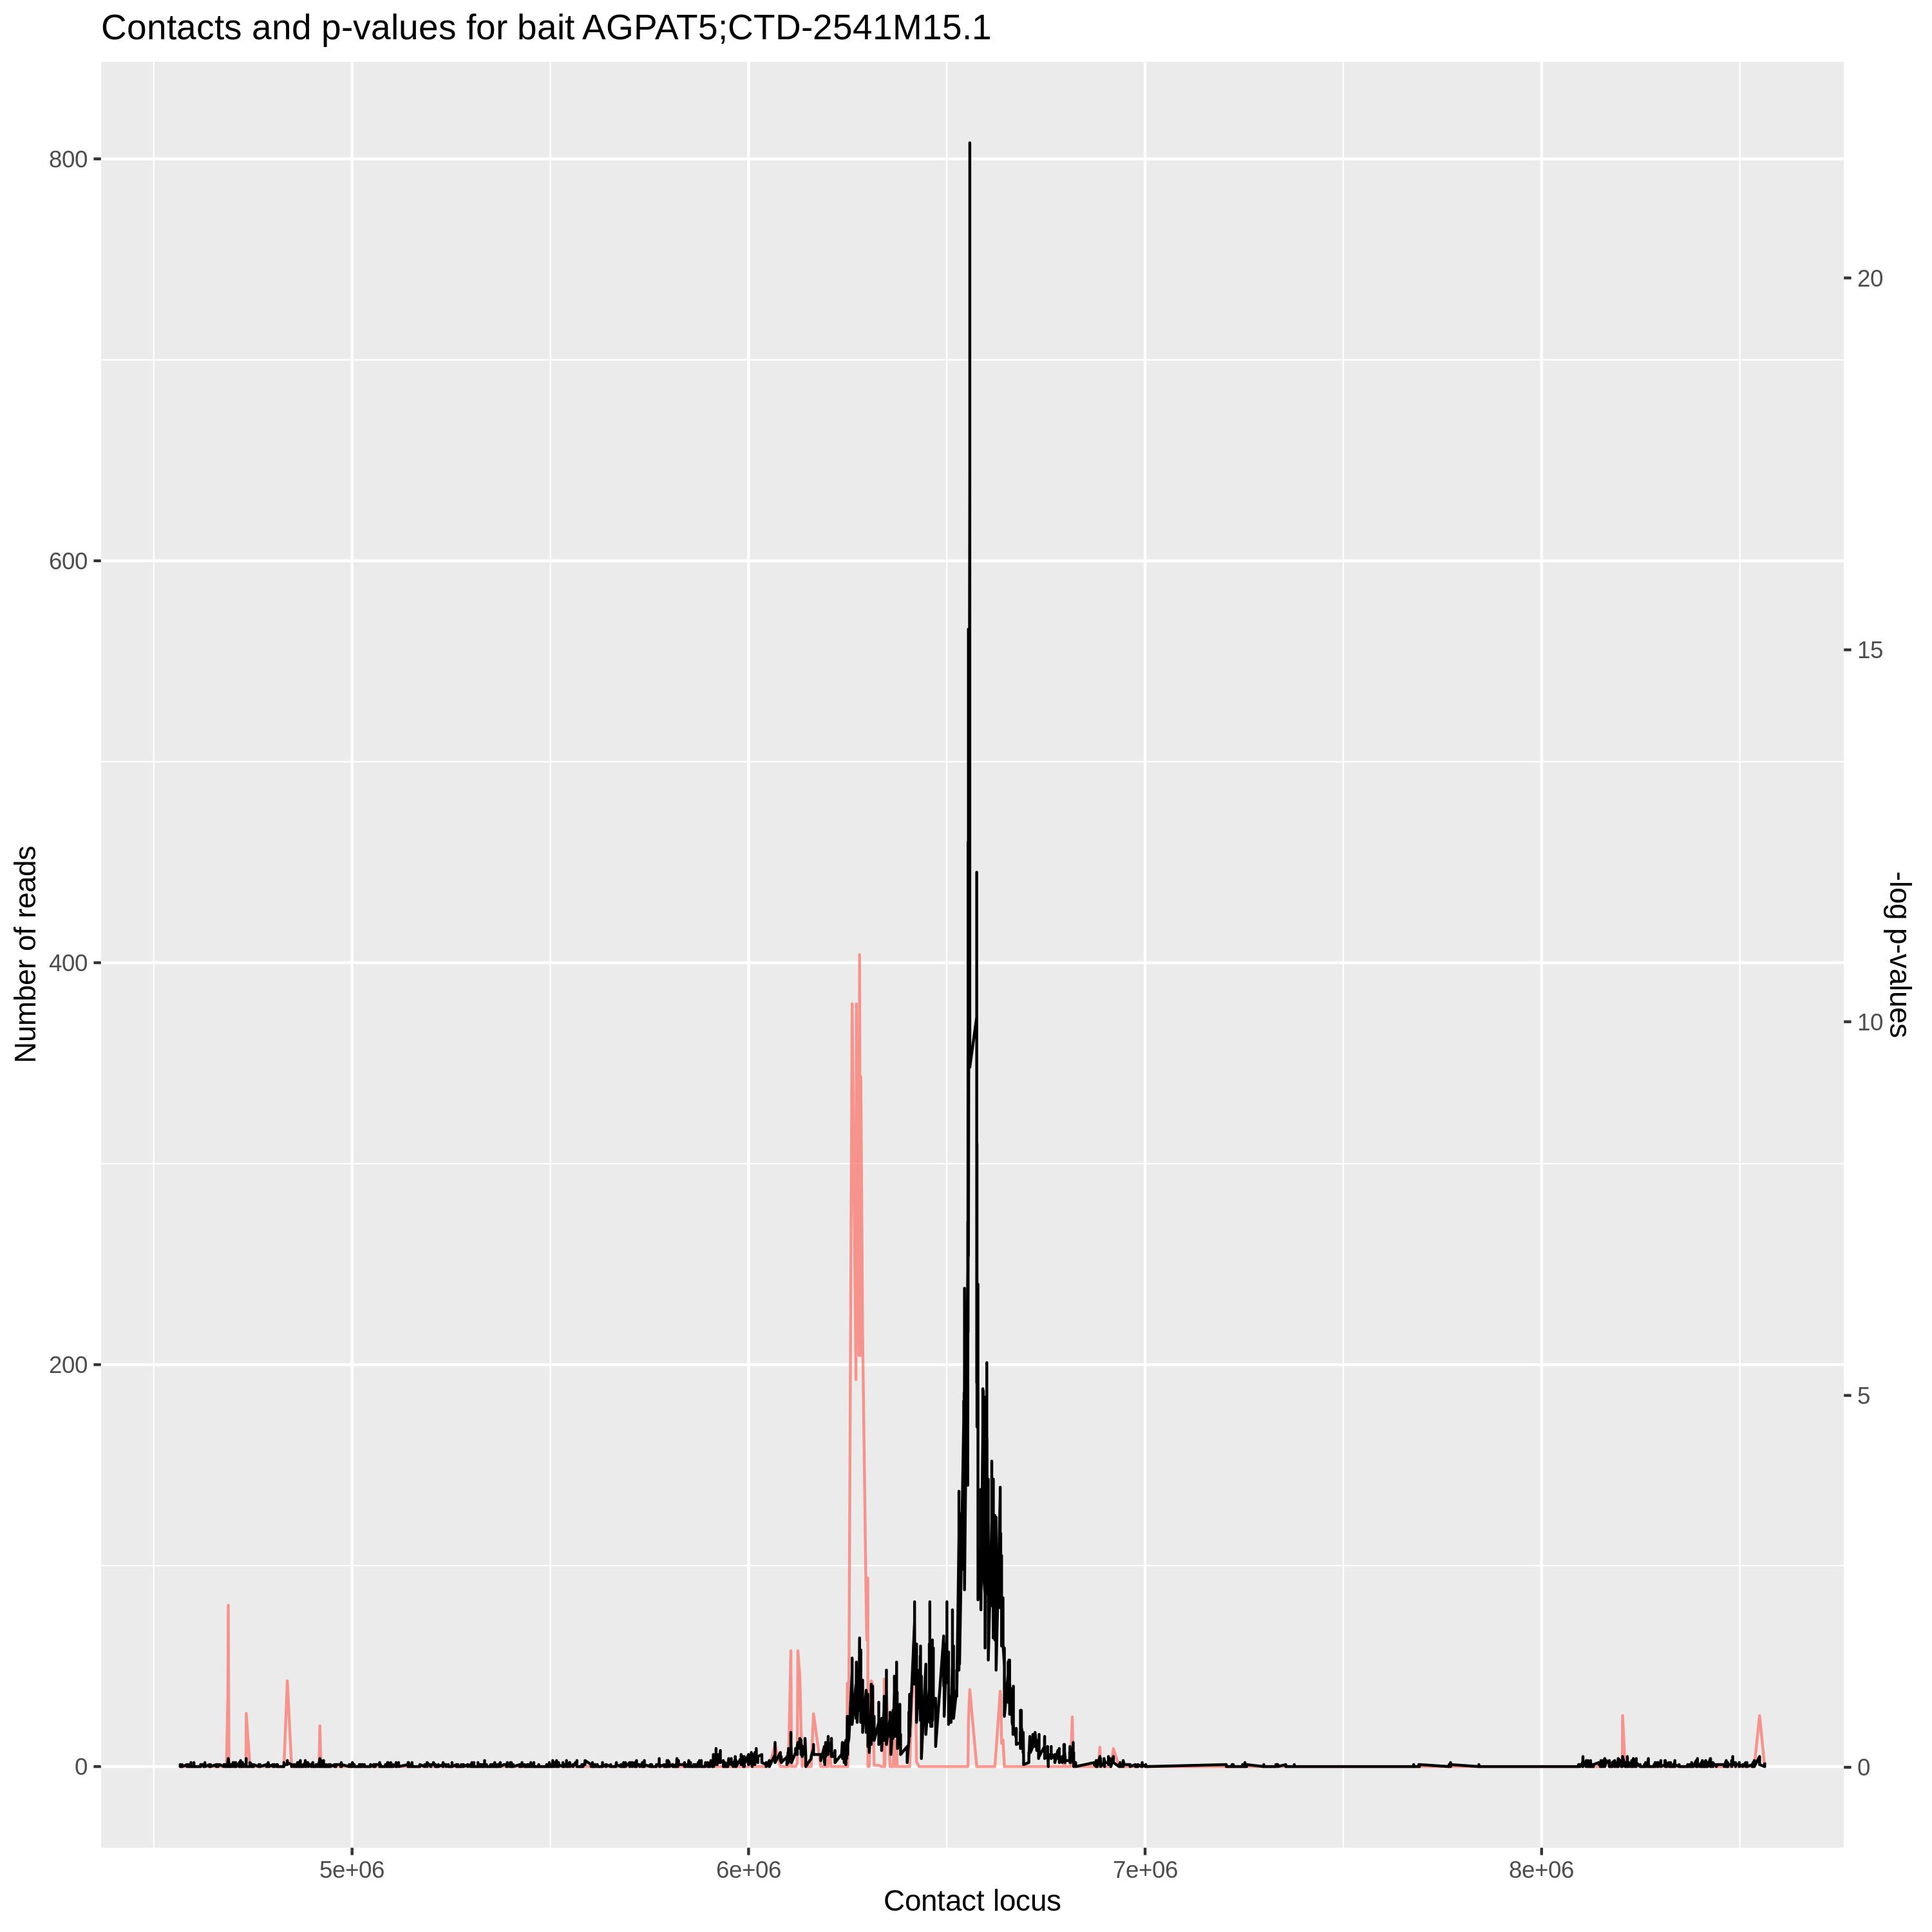 Contacts and p-values for bait AGPAT5;CTD-2541M15.1
800
600
400
200
0
Number of reads
20
15
10
5
0
-log p-values
5e+06
6e+06
7e+06
8e+06
Contact locus